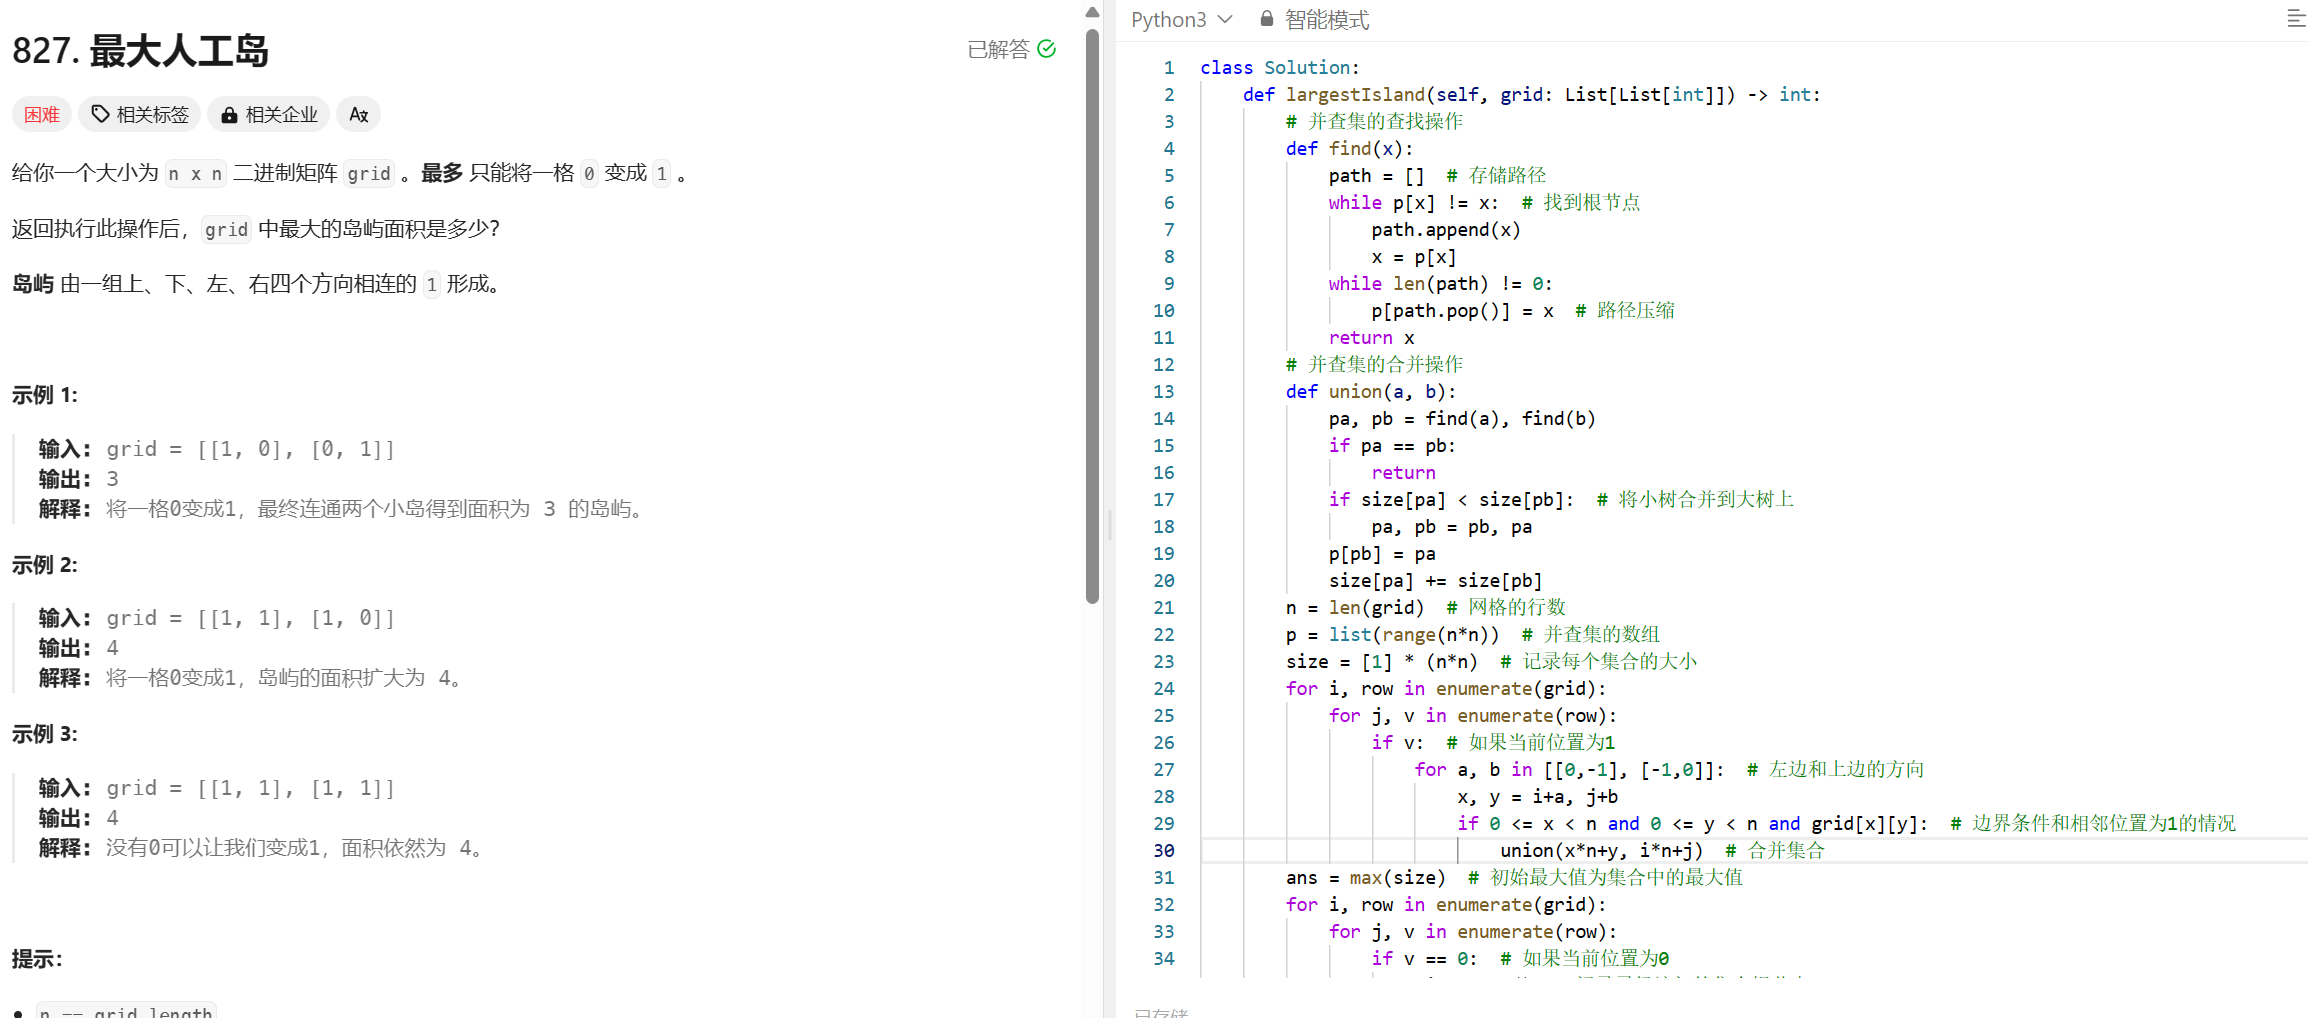 827. 最大人工岛
已解答
困难
相关标签
相关企业
给你一个大小为 n x n 二进制矩阵 grid 。最多 只能将一格 0 变成 1 。
返回执行此操作后，grid 中最大的岛屿面积是多少？
岛屿 由一组上、下、左、右四个方向相连的 1 形成。
示例 1:
输入: grid = [[1, 0], [0, 1]]
输出: 3
解释: 将一格0变成1，最终连通两个小岛得到面积为 3 的岛屿。
示例 2:
输入: grid = [[1, 1], [1, 0]]
输出: 4
解释: 将一格0变成1，岛屿的面积扩大为 4。
示例 3:
输入: grid = [[1, 1], [1, 1]]
输出: 4
解释: 没有0可以让我们变成1，面积依然为 4。
提示：
n == grid.length
Python3
智能模式
1 class Solution:
2     def largestIsland(self, grid: List[List[int]]) -> int:
3         # 并查集的查找操作
4         def find(x):
5             path = []  # 存储路径
6             while p[x] != x:  # 找到根节点
7                 path.append(x)
8                 x = p[x]
9             while len(path) != 0:
10                 p[path.pop()] = x  # 路径压缩
11             return x
12         # 并查集的合并操作
13         def union(a, b):
14             pa, pb = find(a), find(b)
15             if pa == pb:
16                 return
17             if size[pa] < size[pb]:  # 将小树合并到大树上
18                 pa, pb = pb, pa
19             p[pb] = pa
20             size[pa] += size[pb]
21         n = len(grid)  # 网格的行数
22         p = list(range(n*n))  # 并查集的数组
23         size = [1] * (n*n)  # 记录每个集合的大小
24         for i, row in enumerate(grid):
25             for j, v in enumerate(row):
26                 if v:  # 如果当前位置为1
27                     for a, b in [[0,-1], [-1,0]]:  # 左边和上边的方向
28                         x, y = i+a, j+b
29                         if 0 <= x < n and 0 <= y < n and grid[x][y]:  # 边界条件和相邻位置为1的情况
30                             union(x*n+y, i*n+j)  # 合并集合
31         ans = max(size)  # 初始最大值为集合中的最大值
32         for i, row in enumerate(grid):
33             for j, v in enumerate(row):
34                 if v == 0:  # 如果当前位置为0
已存储